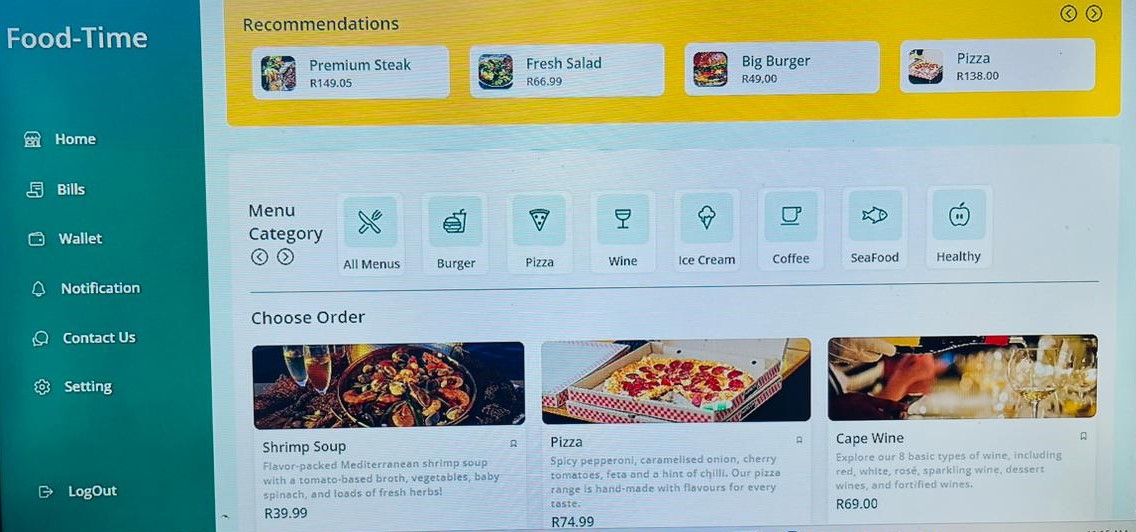 Food-Time
Home
Bills
Wallet
Notification
Contact Us
Setting
LogOut
Recommendations
Premium Steak
R149.05
Fresh Salad
R66.99
Big Burger
R49,00
Pizza
R138.00
Menu
Category
All Menus
Burger
Pizza
Wine
Ice Cream
Coffee
SeaFood
Healthy
Choose Order
Shrimp Soup
Flavor-packed Mediterranean shrimp soup
with a tomato-based broth, vegetables, baby
spinach, and loads of fresh herbs!
R39.99
Pizza
Spicy pepperoni, caramelised onion, cherry
tomatoes, feta and a hint of chilli. Our pizza
range is hand-made with flavours for every
taste.
R74.99
Cape Wine
Explore our 8 basic types of wine, including
red, white, rosé, sparkling wine, dessert
wines, and fortified wines.
R69.00